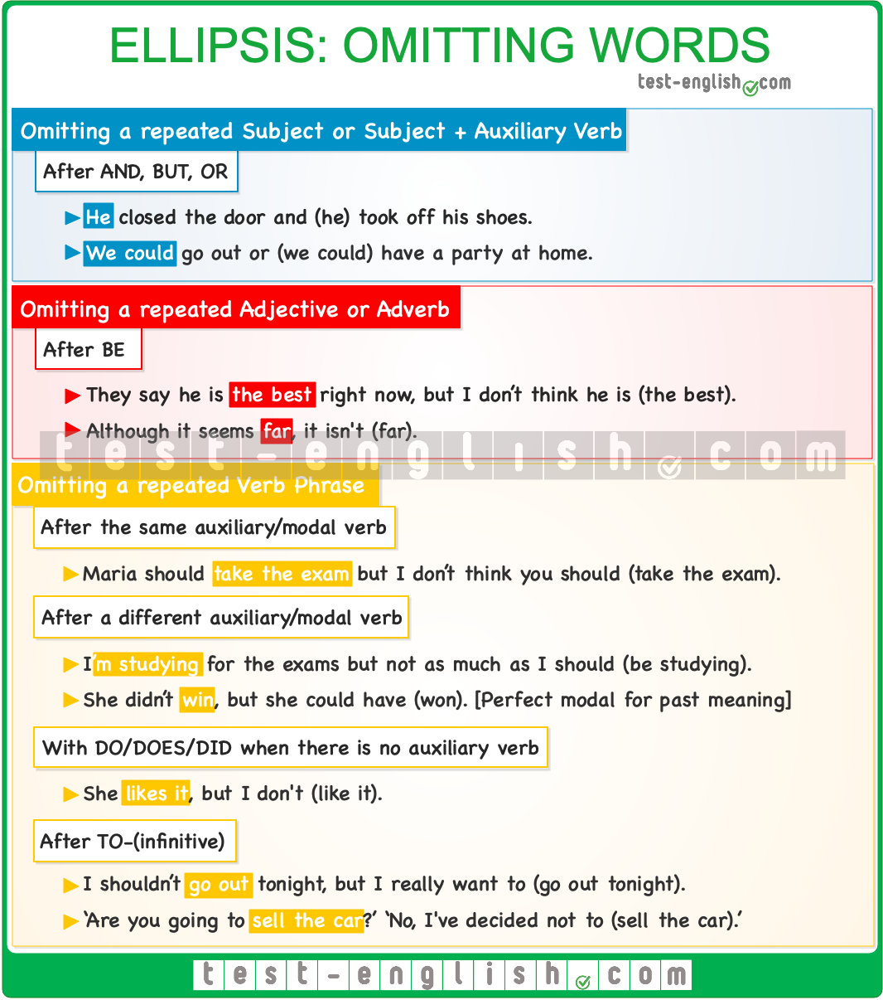 ELLIPSIS: OMITTING WORDS
test-english.com
Omitting a repeated Subject or Subject + Auxiliary Verb
After AND, BUT, OR
He closed the door and (he) took off his shoes.
We could go out or (we could) have a party at home.
Omitting a repeated Adjective or Adverb
After BE
They say he is the best right now, but I don't think he is (the best).
Although it seems far, it isn't (far).
test-english.com
Omitting a repeated Verb Phrase
After the same auxiliary/modal verb
Maria should take the exam but I don't think you should (take the exam).
After a different auxiliary/modal verb
I'm studying for the exams but not as much as I should (be studying).
She didn't win, but she could have (won). [Perfect modal for past meaning]
With DO/DOES/DID when there is no auxiliary verb
She likes it, but I don't (like it).
After TO-(infinitive)
I shouldn't go out tonight, but I really want to (go out tonight).
'Are you going to sell the car?' 'No, I've decided not to (sell the car).'
test-english.com